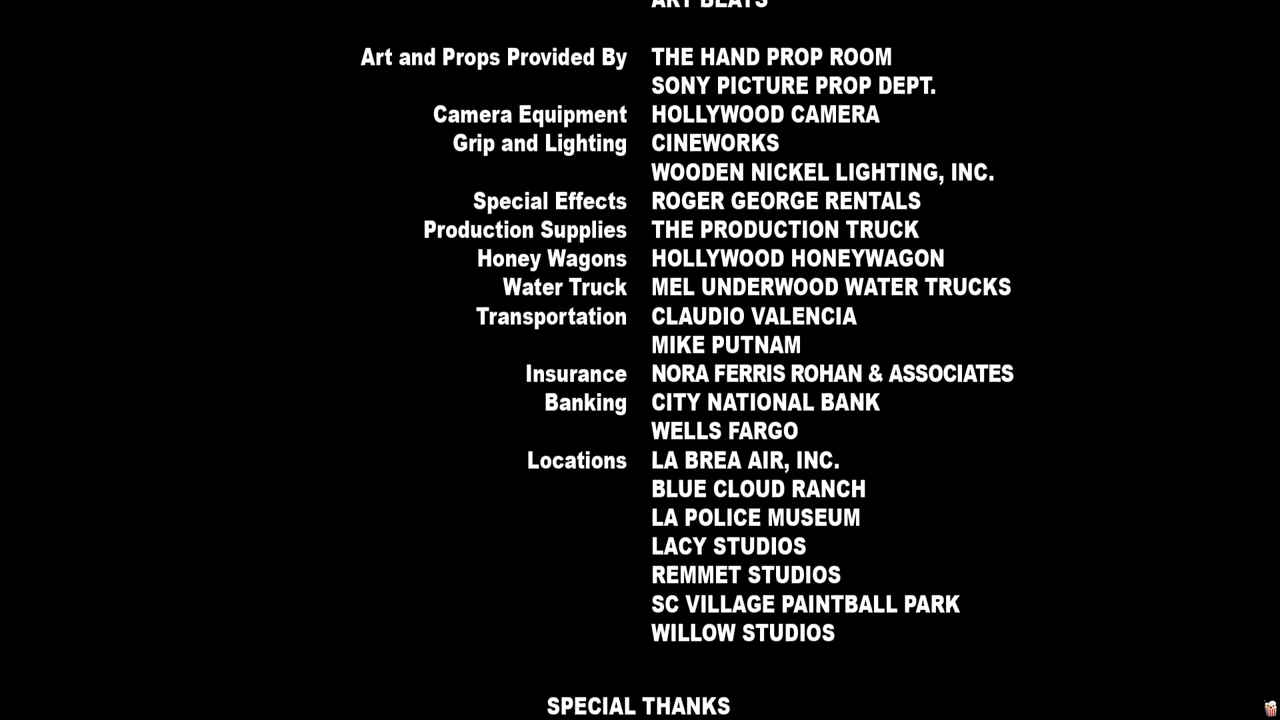 ART BEATS
Art and Props Provided By THE HAND PROP ROOM
SONY PICTURE PROP DEPT.
Camera Equipment HOLLYWOOD CAMERA
Grip and Lighting CINEWORKS
WOODEN NICKEL LIGHTING, INC.
Special Effects ROGER GEORGE RENTALS
Production Supplies THE PRODUCTION TRUCK
Honey Wagons HOLLYWOOD HONEYWAGON
Water Truck MEL UNDERWOOD WATER TRUCKS
Transportation CLAUDIO VALENCIA
MIKE PUTNAM
Insurance NORA FERRIS ROHAN & ASSOCIATES
Banking CITY NATIONAL BANK
WELLS FARGO
Locations LA BREA AIR, INC.
BLUE CLOUD RANCH
LA POLICE MUSEUM
LACY STUDIOS
REMMET STUDIOS
SC VILLAGE PAINTBALL PARK
WILLOW STUDIOS
SPECIAL THANKS